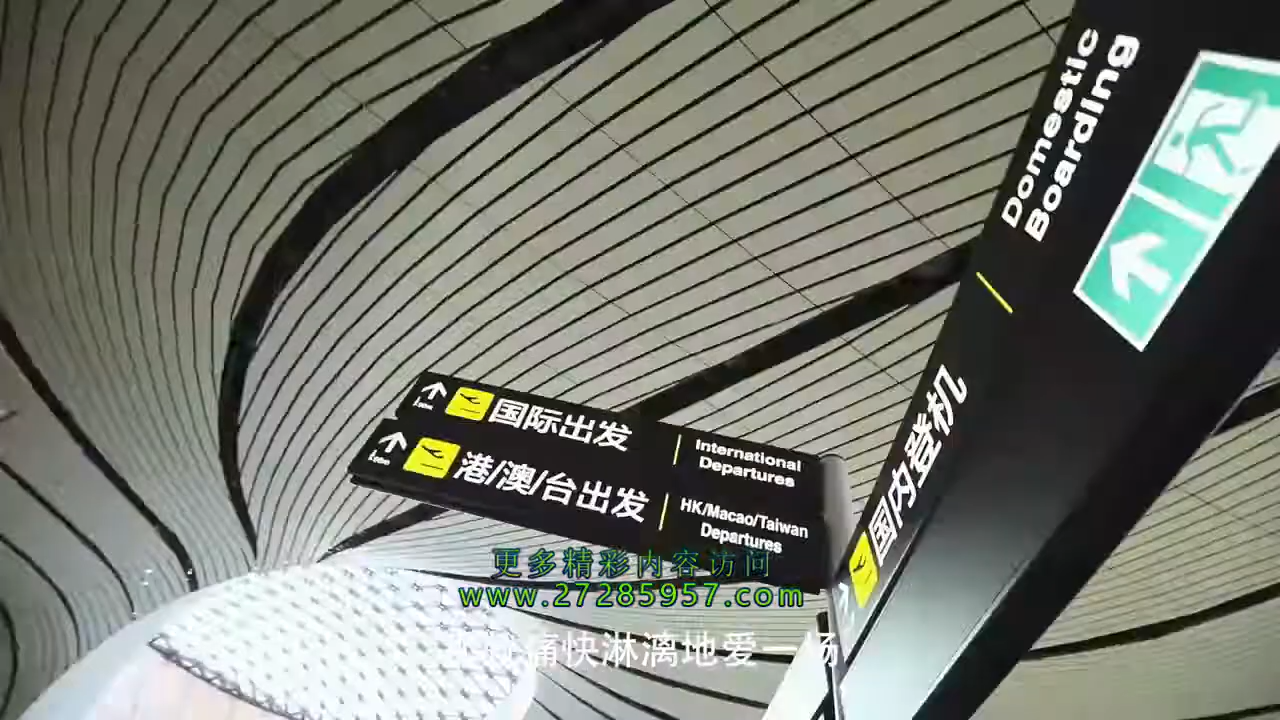 Domestic
Boarding
国内登机
国际出发
International
Departures
港/澳/台出发
HK/Macao/Taiwan
Departures
更多精彩内容访问
www.27285957.com
痛快淋漓地爱一场